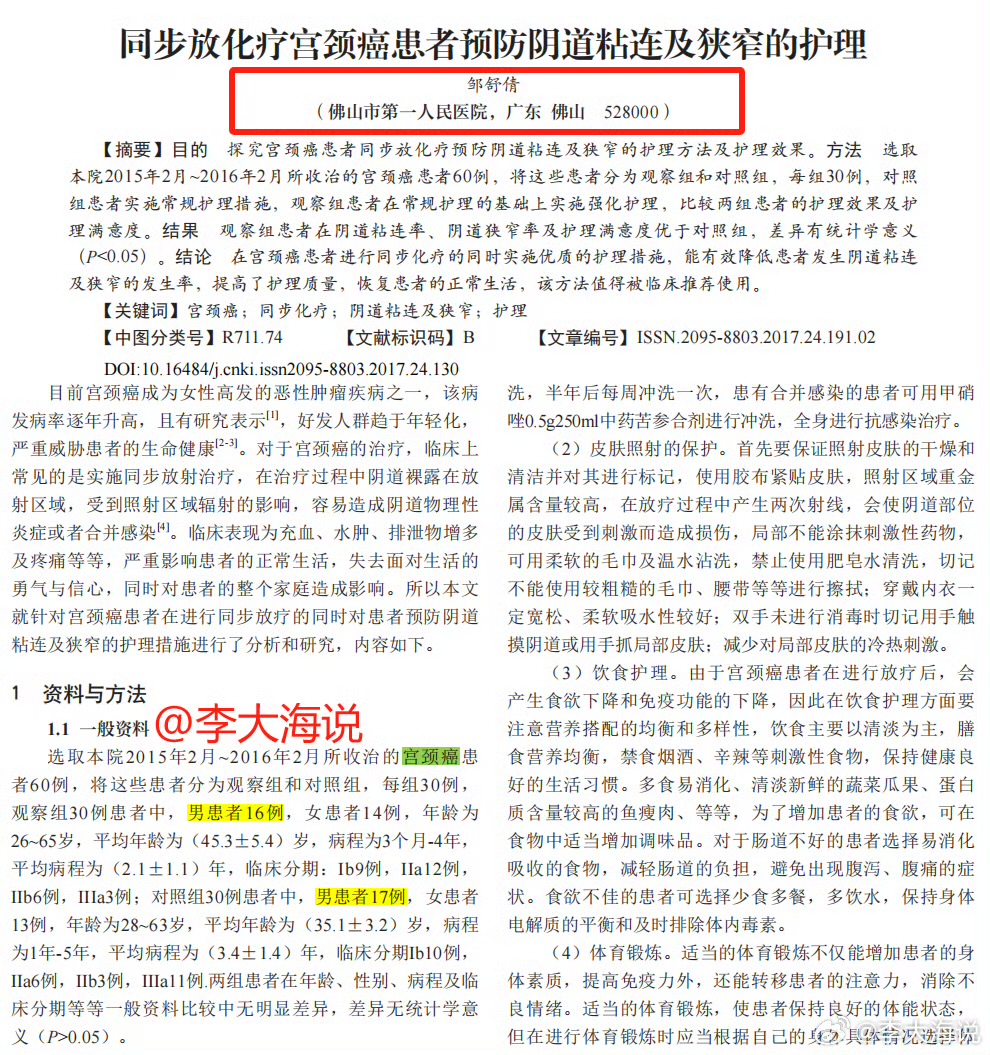 同步放化疗宫颈癌患者预防阴道粘连及狭窄的护理
邹舒倩
（佛山市第一人民医院，广东 佛山 528000）
【摘要】目的 探究宫颈癌患者同步放化疗预防阴道粘连及狭窄的护理方法及护理效果。方法 选取
本院2015年2月~2016年2月所收治的宫颈癌患者60例，将这些患者分为观察组和对照组，每组30例，对照
组患者实施常规护理措施，观察组患者在常规护理的基础上实施强化护理，比较两组患者的护理效果及护
理满意度。结果 观察组患者在阴道粘连率、阴道狭窄率及护理满意度优于对照组，差异有统计学意义
（P<0.05）。结论 在宫颈癌患者进行同步化疗的同时实施优质的护理措施，能有效降低患者发生阴道粘连
及狭窄的发生率，提高了护理质量，恢复患者的正常生活，该方法值得被临床推荐使用。
【关键词】宫颈癌；同步化疗；阴道粘连及狭窄；护理
【中图分类号】R711.74 【文献标识码】B 【文章编号】ISSN.2095-8803.2017.24.191.02
DOI:10.16484/j.cnki.issn2095-8803.2017.24.130
目前宫颈癌成为女性高发的恶性肿瘤疾病之一，该病
发病率逐年升高，且有研究表示[1]，好发人群趋于年轻化，
严重威胁患者的生命健康[2-3]。对于宫颈癌的治疗，临床上
常见的是实施同步放射治疗，在治疗过程中阴道裸露在放
射区域，受到照射区域辐射的影响，容易造成阴道物理性
炎症或者合并感染[4]。临床表现为充血、水肿、排泄物增多
及疼痛等等，严重影响患者的正常生活，失去面对生活的
勇气与信心，同时对患者的整个家庭造成影响。所以本文
就针对宫颈癌患者在进行同步放疗的同时对患者预防阴道
粘连及狭窄的护理措施进行了分析和研究，内容如下。
1 资料与方法
1.1 一般资料
@李大海说
选取本院2015年2月~2016年2月所收治的宫颈癌患
者60例，将这些患者分为观察组和对照组，每组30例，
观察组30例患者中，男患者16例，女患者14例，年龄为
26~65岁，平均年龄为（45.3±5.4）岁，病程为3个月-4年，
平均病程为（2.1±1.1）年，临床分期：Ib9例，IIa12例，
IIb6例，IIIa3例；对照组30例患者中，男患者17例，女患者
13例，年龄为28~63岁，平均年龄为（35.1±3.2）岁，病程
为1年-5年，平均病程为（3.4±1.4）年，临床分期Ib10例，
IIa6例，IIb3例，IIIa11例.两组患者在年龄、性别、病程及临
床分期等等一般资料比较中无明显差异，差异无统计学意
义（P>0.05）。
洗，半年后每周冲洗一次，患有合并感染的患者可用甲硝
唑0.5g250ml中药苦参合剂进行冲洗，全身进行抗感染治疗。
（2）皮肤照射的保护。首先要保证照射皮肤的干燥和
清洁并对其进行标记，使用胶布紧贴皮肤，照射区域重金
属含量较高，在放疗过程中产生两次射线，会使阴道部位
的皮肤受到刺激而造成损伤，局部不能涂抹刺激性药物，
可用柔软的毛巾及温水沾洗，禁止使用肥皂水清洗，切记
不能使用较粗糙的毛巾、腰带等等进行擦拭；穿戴内衣一
定宽松、柔软吸水性较好；双手未进行消毒时切记用手触
摸阴道或用手抓局部皮肤；减少对局部皮肤的冷热刺激。
（3）饮食护理。由于宫颈癌患者在进行放疗后，会
产生食欲下降和免疫功能的下降，因此在饮食护理方面要
注意营养搭配的均衡和多样性，饮食主要以清淡为主，膳
食营养均衡，禁食烟酒、辛辣等刺激性食物，保持健康良
好的生活习惯。多食易消化、清淡新鲜的蔬菜瓜果、蛋白
质含量较高的鱼瘦肉、等等，为了增加患者的食欲，可在
食物中适当增加调味品。对于肠道不好的患者选择易消化
吸收的食物，减轻肠道的负担，避免出现腹泻、腹痛的症
状。食欲不佳的患者可选择少食多餐，多饮水，保持身体
电解质的平衡和及时排除体内毒素。
（4）体育锻炼。适当的体育锻炼不仅能增加患者的身
体素质，提高免疫力外，还能转移患者的注意力，消除不
良情绪。适当的体育锻炼，使患者保持良好的体能状态，
但在进行体育锻炼时应当根据自己的身体具体情况选择
@李大海说